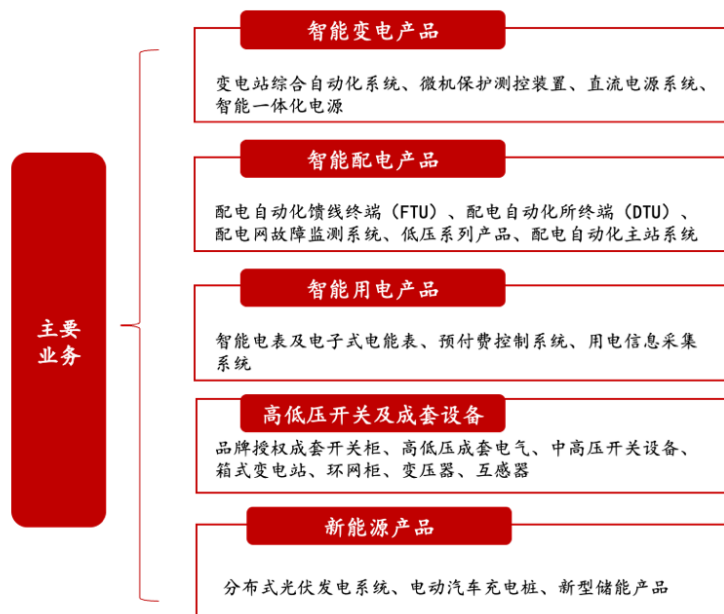 智能变电产品
变电站综合自动化系统、微机保护测控装置、直流电源系统、
智能一体化电源
智能配电产品
配电自动化馈线终端（FTU）、配电自动化所终端（DTU）、
配电网故障监测系统、低压系列产品、配电自动化主站系统
主要
业务
智能用电产品
智能电表及电子式电能表、预付费控制系统、用电信息采集
系统
高低压开关及成套设备
品牌授权成套开关柜、高低压成套电气、中高压开关设备、
箱式变电站、环网柜、变压器、互感器
新能源产品
分布式光伏发电系统、电动汽车充电桩、新型储能产品